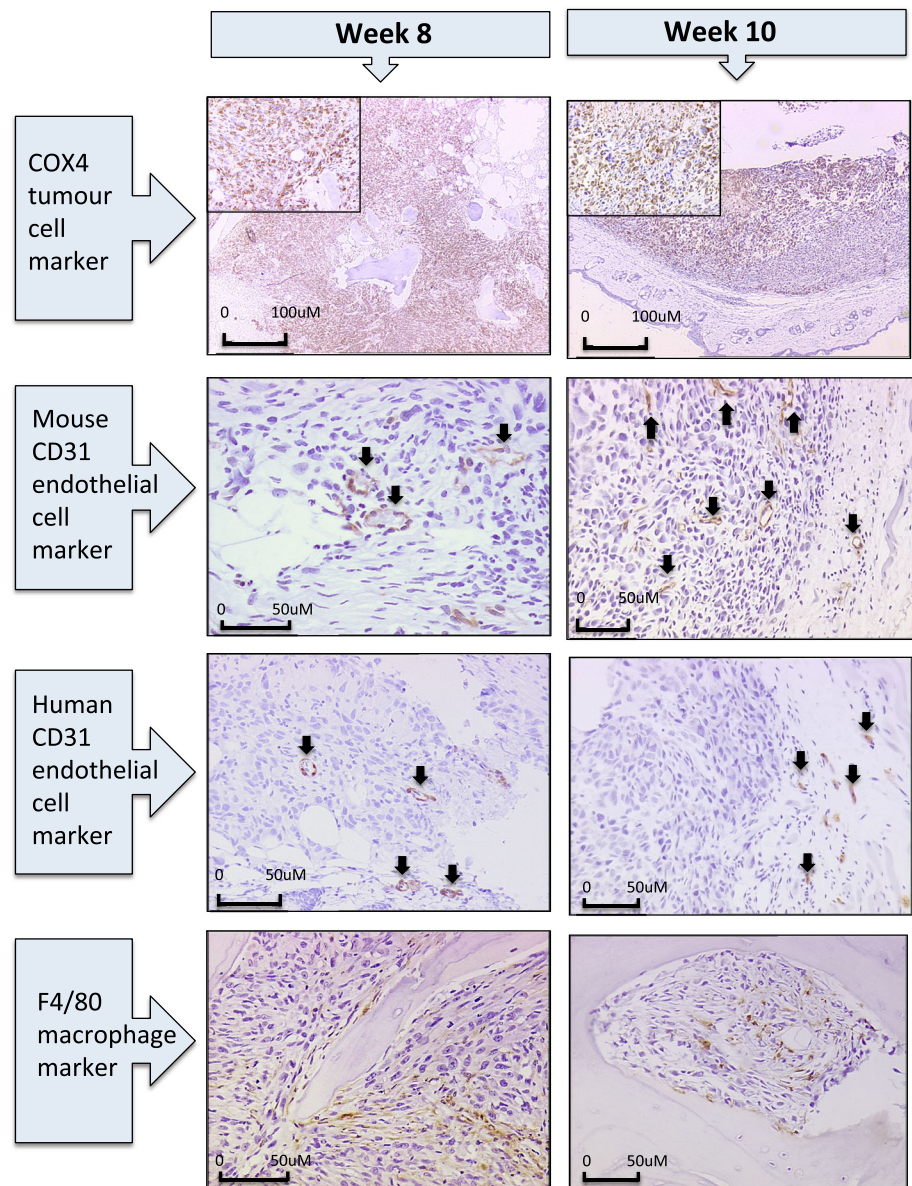 Week 8
Week 10
COX4
tumour
cell
marker
0 100uM
0 100uM
Mouse
CD31
endothelial
cell
marker
0 50uM
0 50uM
Human
CD31
endothelial
cell
marker
0 50uM
0 50uM
F4/80
macrophage
marker
0 50uM
0 50uM